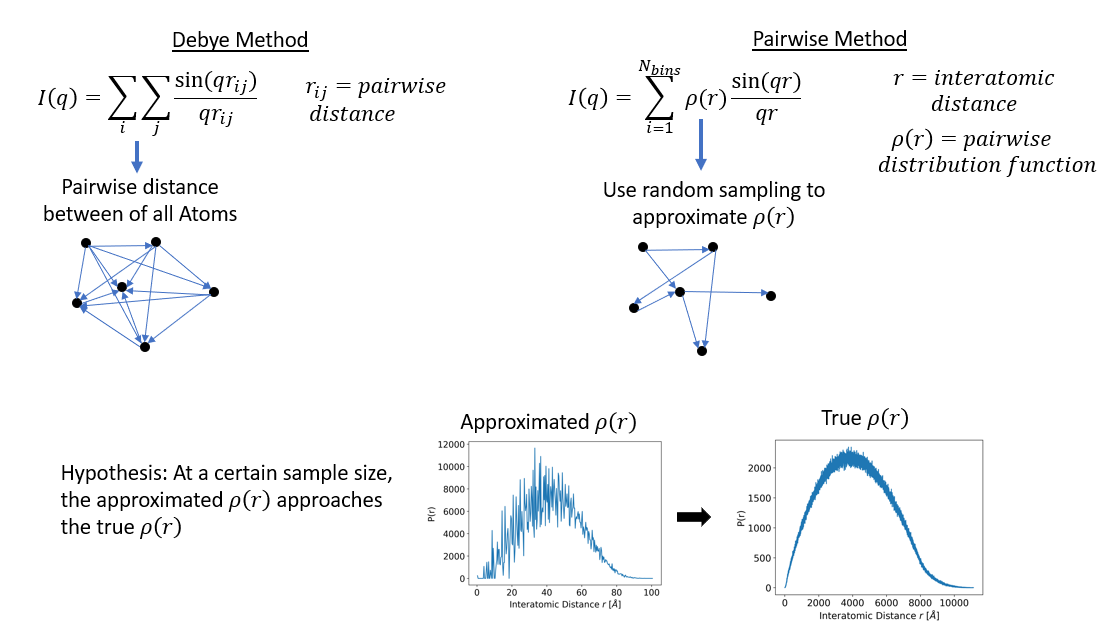 Debye Method
I(q) = ∑_i ∑_j sin(qr_ij) / qr_ij
r_ij = pairwise
distance
Pairwise distance
between of all Atoms
Pairwise Method
I(q) = ∑_{i=1}^{N_bins} ρ(r) sin(qr) / qr
r = interatomic
distance
ρ(r) = pairwise
distribution function
Use random sampling to
approximate ρ(r)
Hypothesis: At a certain sample size,
the approximated ρ(r) approaches
the true ρ(r)
Approximated ρ(r)
12000
10000
8000
6000
4000
2000
0
P(r)
0 20 40 60 80 100
Interatomic Distance r [Å]
True ρ(r)
2000
1500
1000
500
0
P(r)
0 2000 4000 6000 8000 10000
Interatomic Distance r [Å]